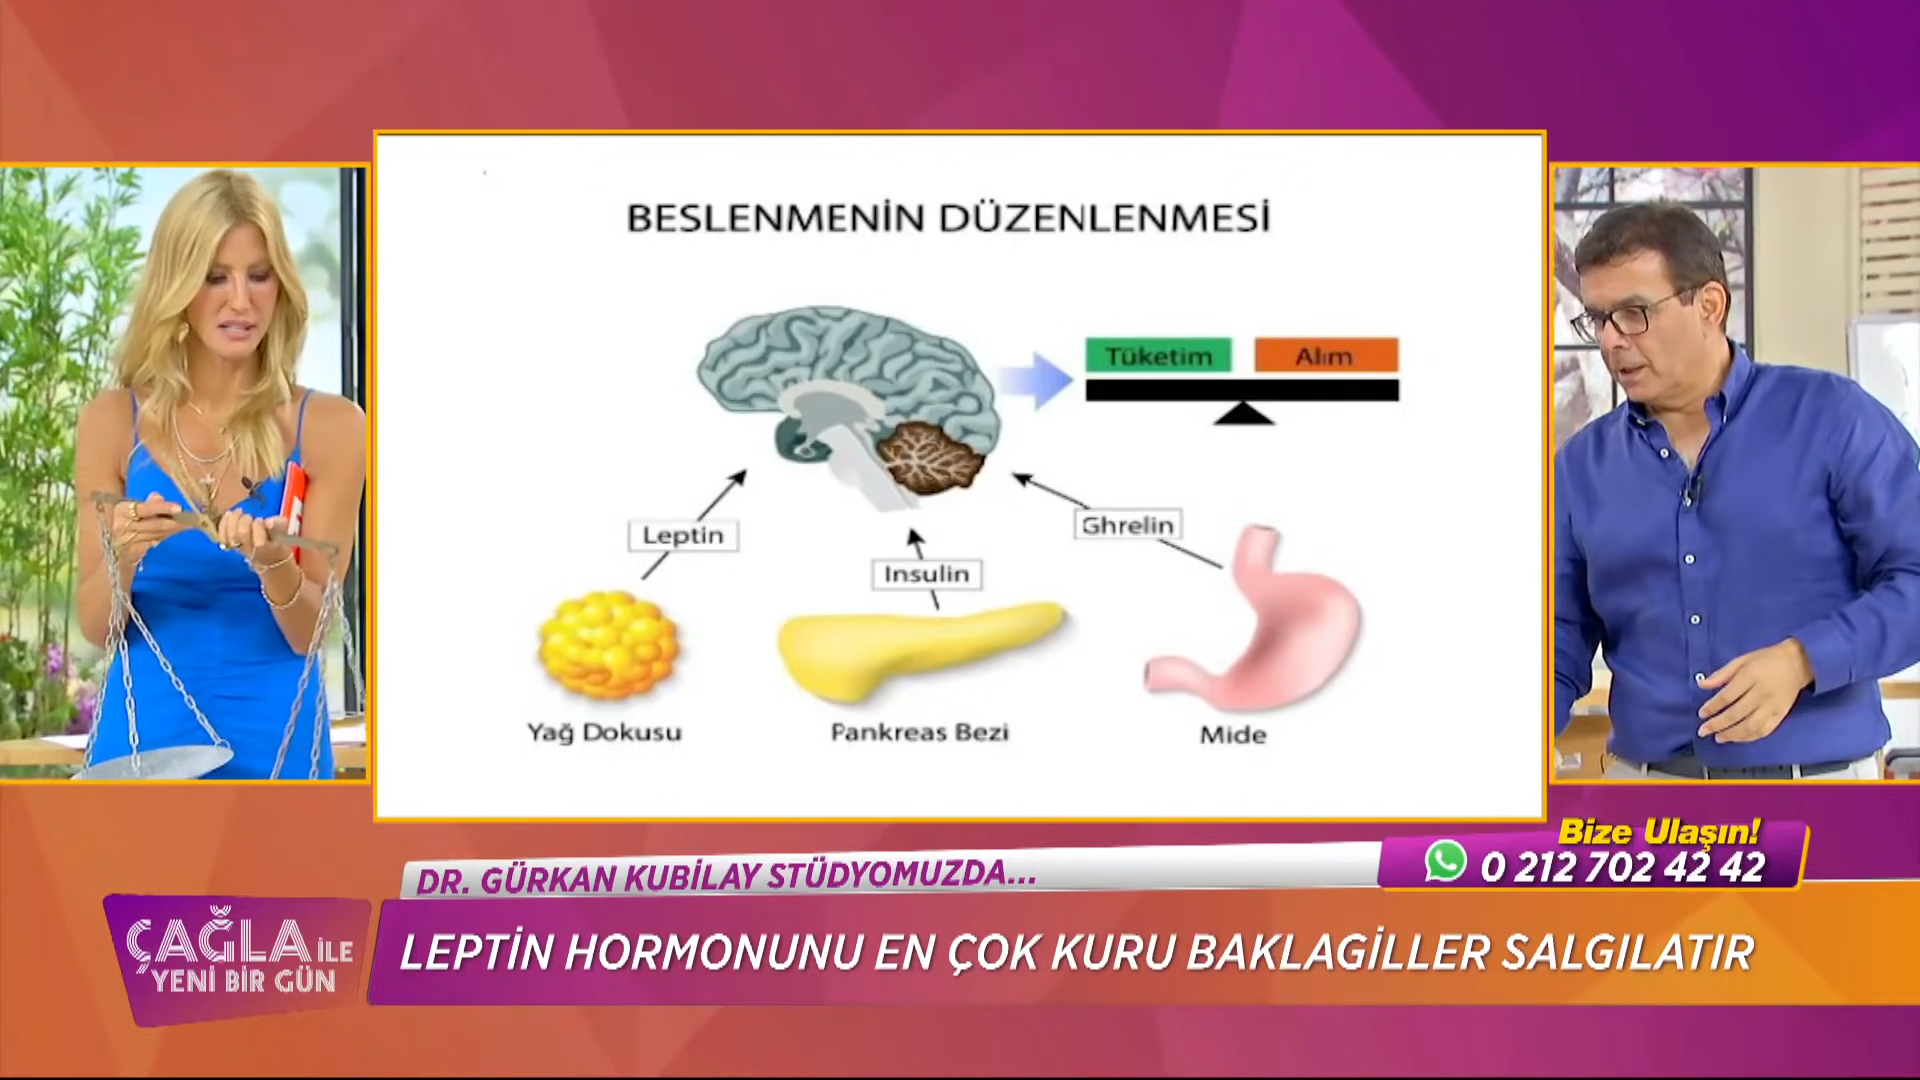 BESLENMENİN DÜZENLENMESİ
Tüketim
Alım
Leptin
Insulin
Ghrelin
Yağ Dokusu
Pankreas Bezi
Mide
Bize Ulaşın!
0 212 702 42 42
DR. GÜRKAN KUBİLAY STÜDYOMUZDA...
ÇAĞLA İLE
YENİ BİR GÜN
LEPTİN HORMONUNU EN ÇOK KURU BAKLAGİLLER SALGILATIR